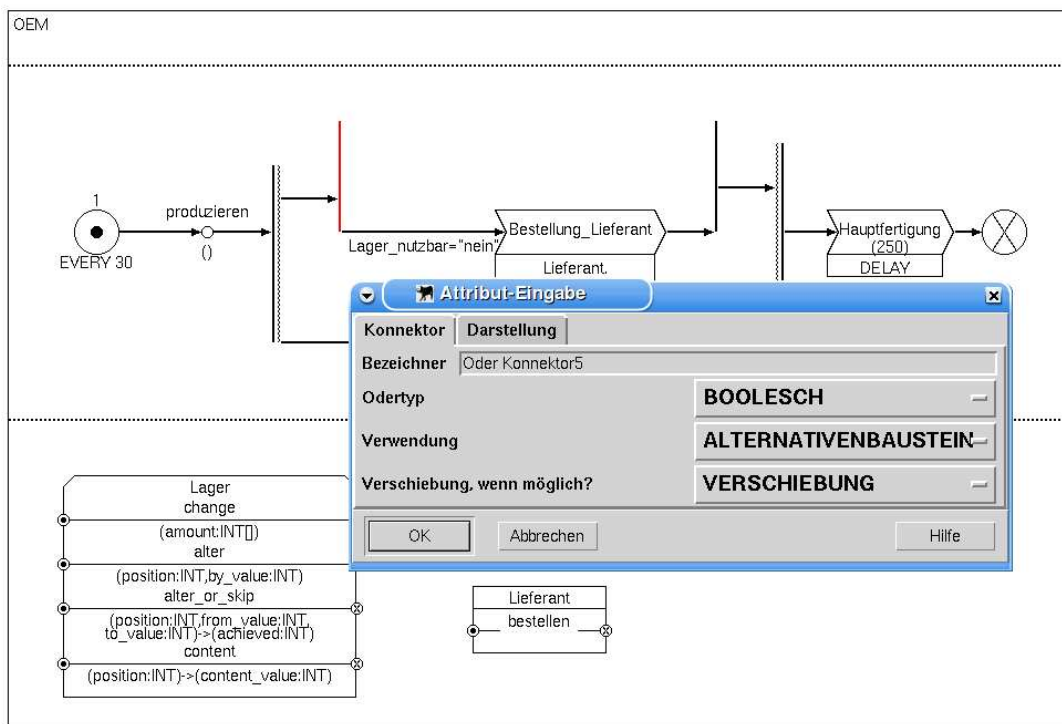 OEM
1
produzieren
EVERY 30
()
Lager_nutzbar="nein"
Bestellung_Lieferant
Lieferant.
Hauptfertigung
(250)
DELAY
Attribut-Eingabe
Konnektor Darstellung
Bezeichner Oder Konnektor5
Odertyp BOOLESCH
Verwendung ALTERNATIVENBAUSTEIN
Verschiebung, wenn möglich? VERSCHIEBUNG
OK Abbrechen Hilfe
Lager
change
(amount:INT[])
alter
(position:INT,by_value:INT)
alter_or_skip
(position:INT,from_value:INT,
to_value:INT)->(achieved:INT)
content
(position:INT)->(content_value:INT)
Lieferant
bestellen